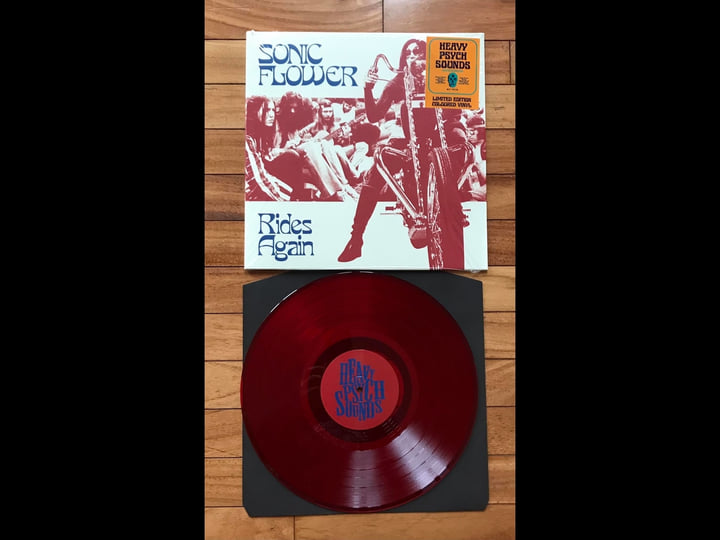 SONIC
FLOWER
HEAVY
PSYCH
SOUNDS
LIMITED EDITION
COLOURED VINYL
Rides
Again
HEAVY
PSYCH
SOUNDS